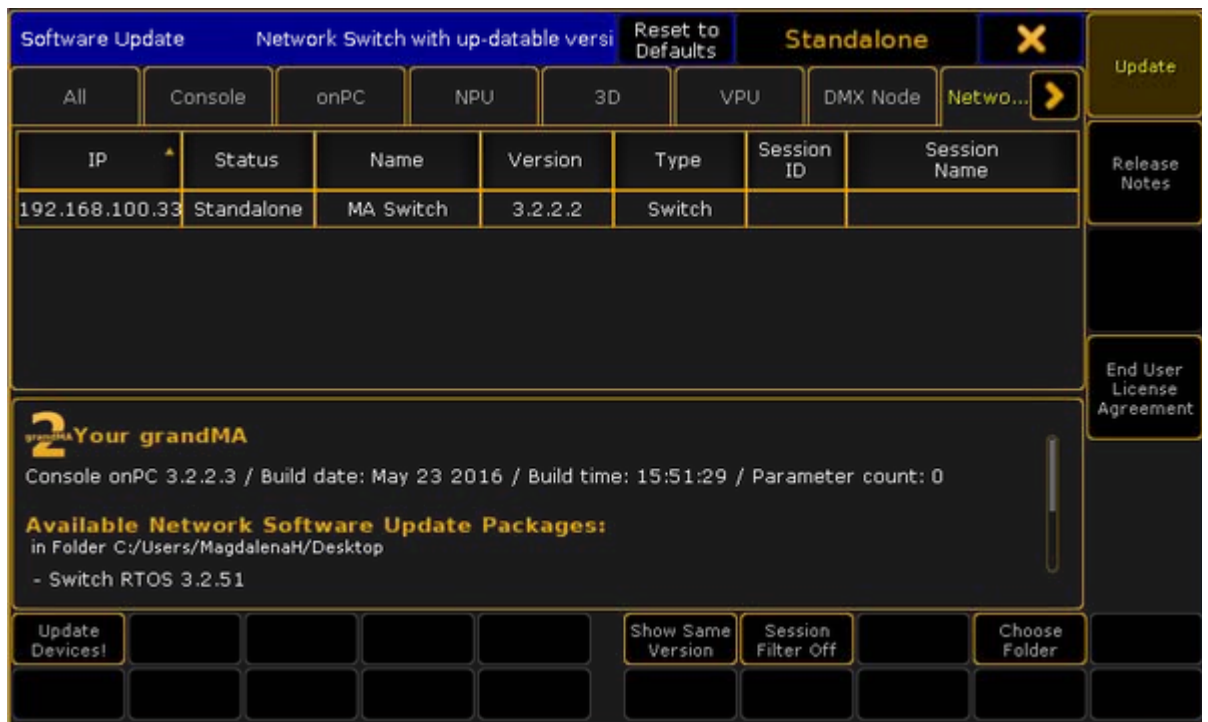 Software Update Network Switch with up-datable versi Reset to Defaults Standalone
Update
All Console onPC NPU 3D VPU DMX Node Netwo...
IP Status Name Version Type Session ID Session Name
Release Notes
192.168.100.33 Standalone MA Switch 3.2.2.2 Switch
End User License Agreement
2 grandMA Your grandMA
Console onPC 3.2.2.3 / Build date: May 23 2016 / Build time: 15:51:29 / Parameter count: 0
Available Network Software Update Packages:
in Folder C:/Users/MagdalenaH/Desktop
- Switch RTOS 3.2.51
Update Devices! Show Same Version Session Filter Off Choose Folder